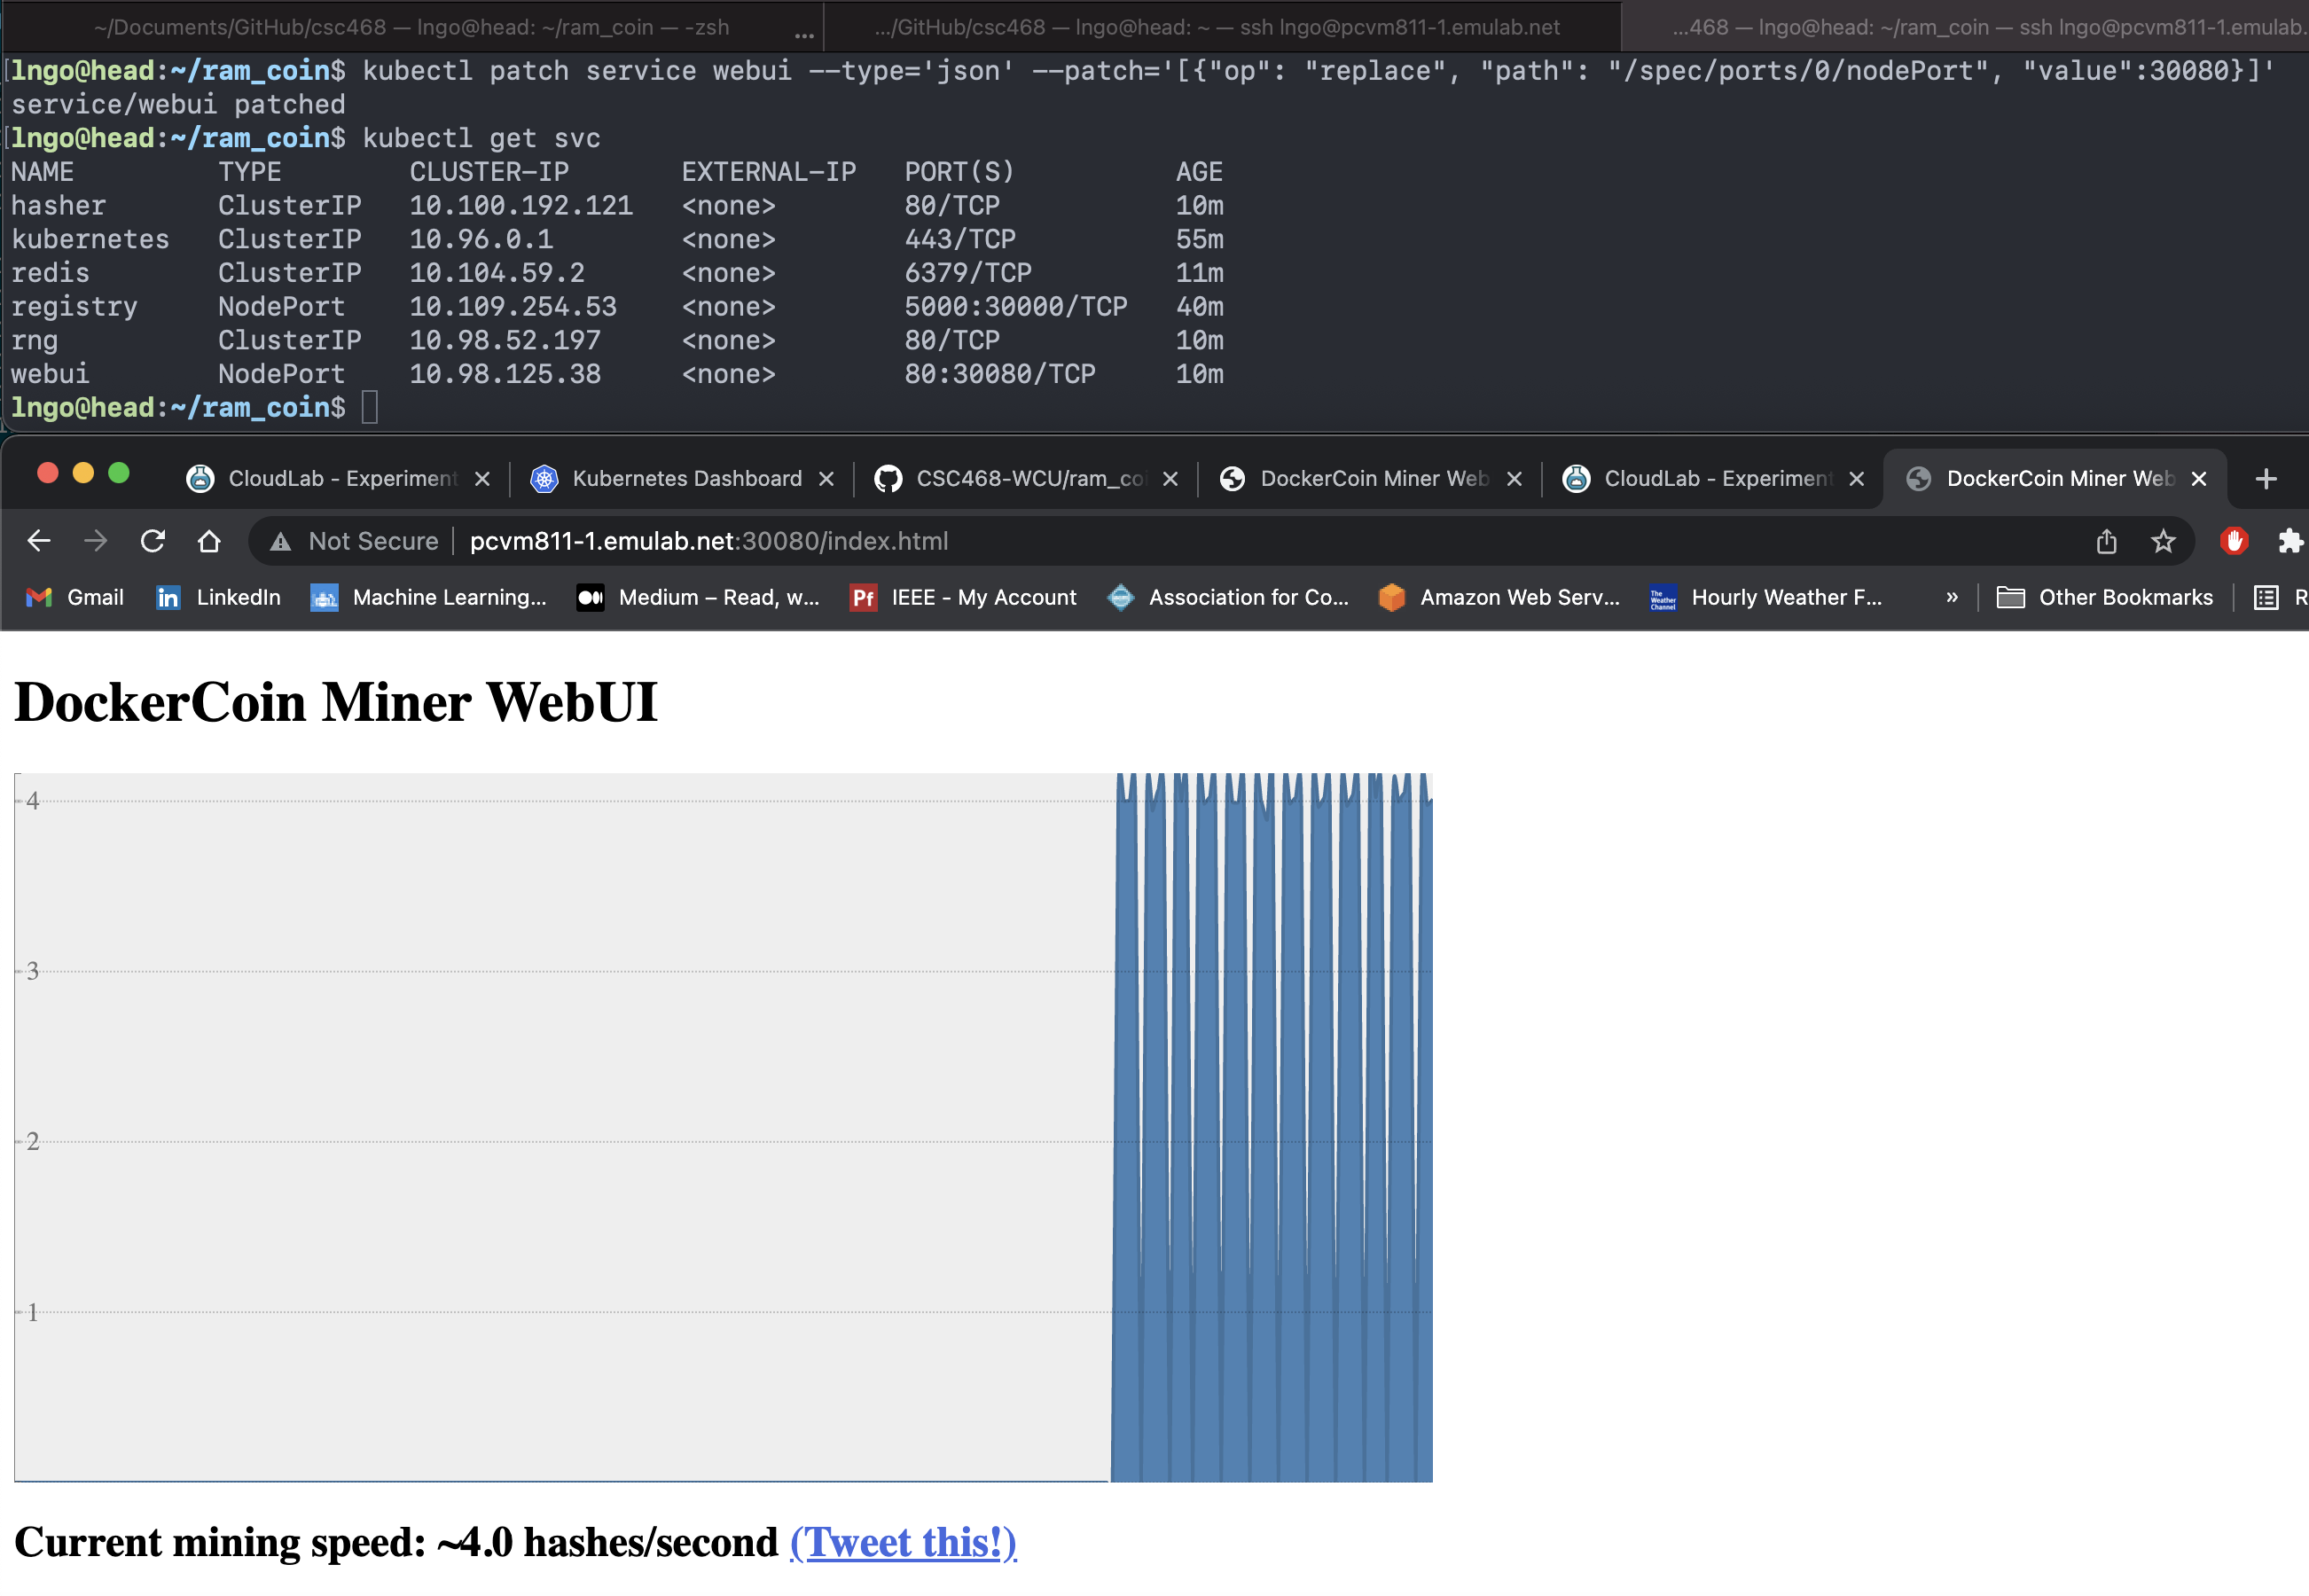 ~/Documents/GitHub/csc468 — lngo@head: ~/ram_coin — -zsh ... .../GitHub/csc468 — lngo@head: ~ — ssh lngo@pcvm811-1.emulab.net ...468 — lngo@head: ~/ram_coin — ssh lngo@pcvm811-1.emulab.
lngo@head:~/ram_coin$ kubectl patch service webui --type='json' --patch='[{"op": "replace", "path": "/spec/ports/0/nodePort", "value":30080}]'
service/webui patched
lngo@head:~/ram_coin$ kubectl get svc
NAME TYPE CLUSTER-IP EXTERNAL-IP PORT(S) AGE
hasher ClusterIP 10.100.192.121 <none> 80/TCP 10m
kubernetes ClusterIP 10.96.0.1 <none> 443/TCP 55m
redis ClusterIP 10.104.59.2 <none> 6379/TCP 11m
registry NodePort 10.109.254.53 <none> 5000:30000/TCP 40m
rng ClusterIP 10.98.52.197 <none> 80/TCP 10m
webui NodePort 10.98.125.38 <none> 80:30080/TCP 10m
lngo@head:~/ram_coin$
CloudLab - Experiment Kubernetes Dashboard CSC468-WCU/ram_coi DockerCoin Miner Web CloudLab - Experiment DockerCoin Miner Web
Not Secure pcvm811-1.emulab.net:30080/index.html
Gmail LinkedIn Machine Learning... Medium – Read, w... Pf IEEE - My Account Association for Co... Amazon Web Serv... The Weather Channel Hourly Weather F... » Other Bookmarks R
DockerCoin Miner WebUI
4
3
2
1
Current mining speed: ~4.0 hashes/second (Tweet this!)